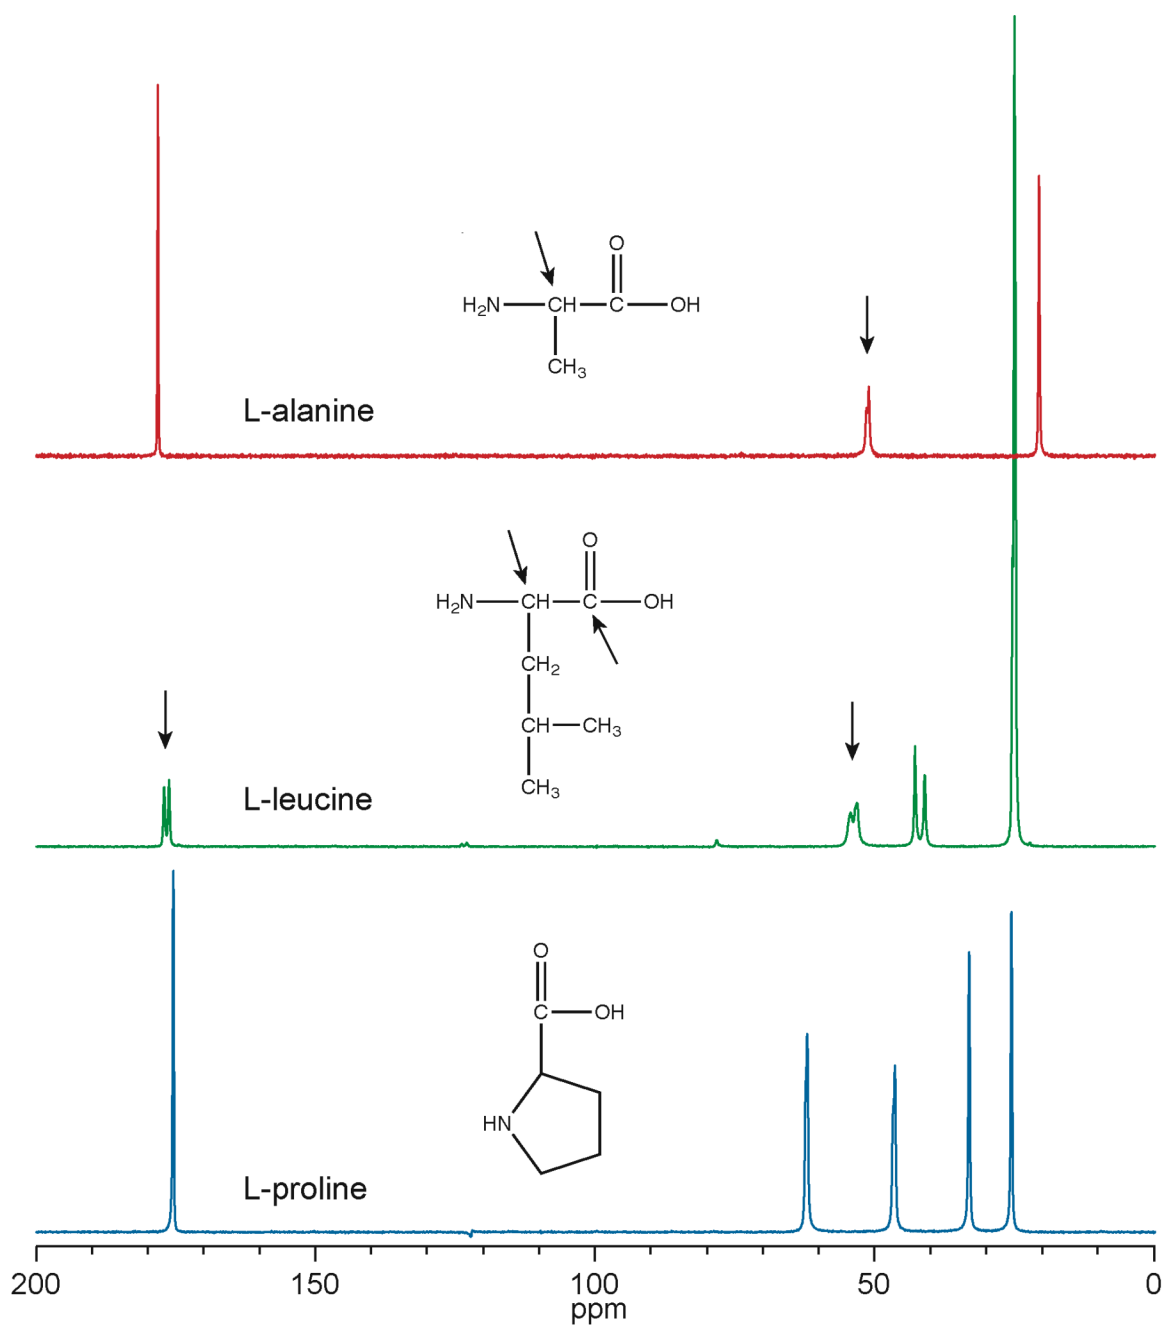 O
H₂N CH C OH
CH₃
L-alanine
O
H₂N CH C OH
CH₂
CH CH₃
CH₃
L-leucine
O
C OH
HN
L-proline
200 150 100 50 0
ppm